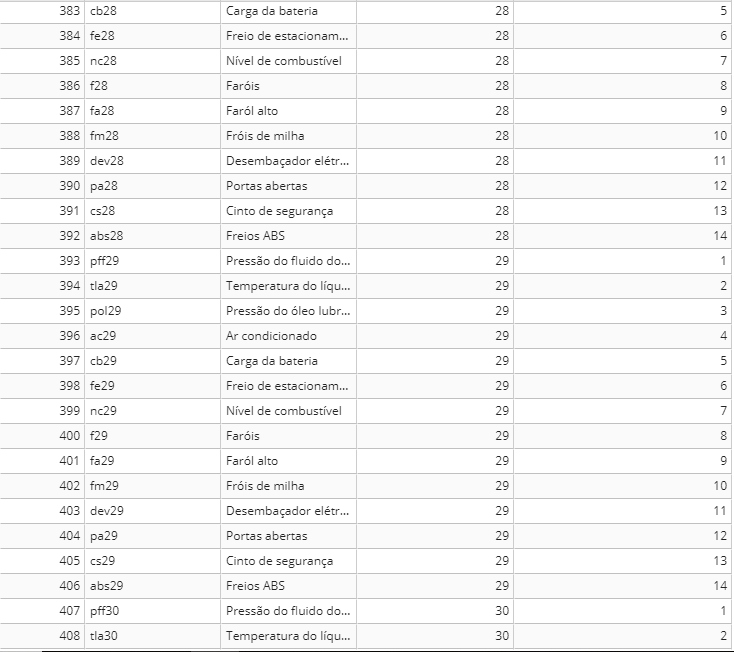 383 cb28 Carga da bateria 28 5
384 fe28 Freio de estacionam... 28 6
385 nc28 Nível de combustível 28 7
386 f28 Faróis 28 8
387 fa28 Faról alto 28 9
388 fm28 Fróis de milha 28 10
389 dev28 Desembaçador elétr... 28 11
390 pa28 Portas abertas 28 12
391 cs28 Cinto de segurança 28 13
392 abs28 Freios ABS 28 14
393 pff29 Pressão do fluido do... 29 1
394 tla29 Temperatura do líqu... 29 2
395 pol29 Pressão do óleo lubr... 29 3
396 ac29 Ar condicionado 29 4
397 cb29 Carga da bateria 29 5
398 fe29 Freio de estacionam... 29 6
399 nc29 Nível de combustível 29 7
400 f29 Faróis 29 8
401 fa29 Faról alto 29 9
402 fm29 Fróis de milha 29 10
403 dev29 Desembaçador elétr... 29 11
404 pa29 Portas abertas 29 12
405 cs29 Cinto de segurança 29 13
406 abs29 Freios ABS 29 14
407 pff30 Pressão do fluido do... 30 1
408 tla30 Temperatura do líqu... 30 2